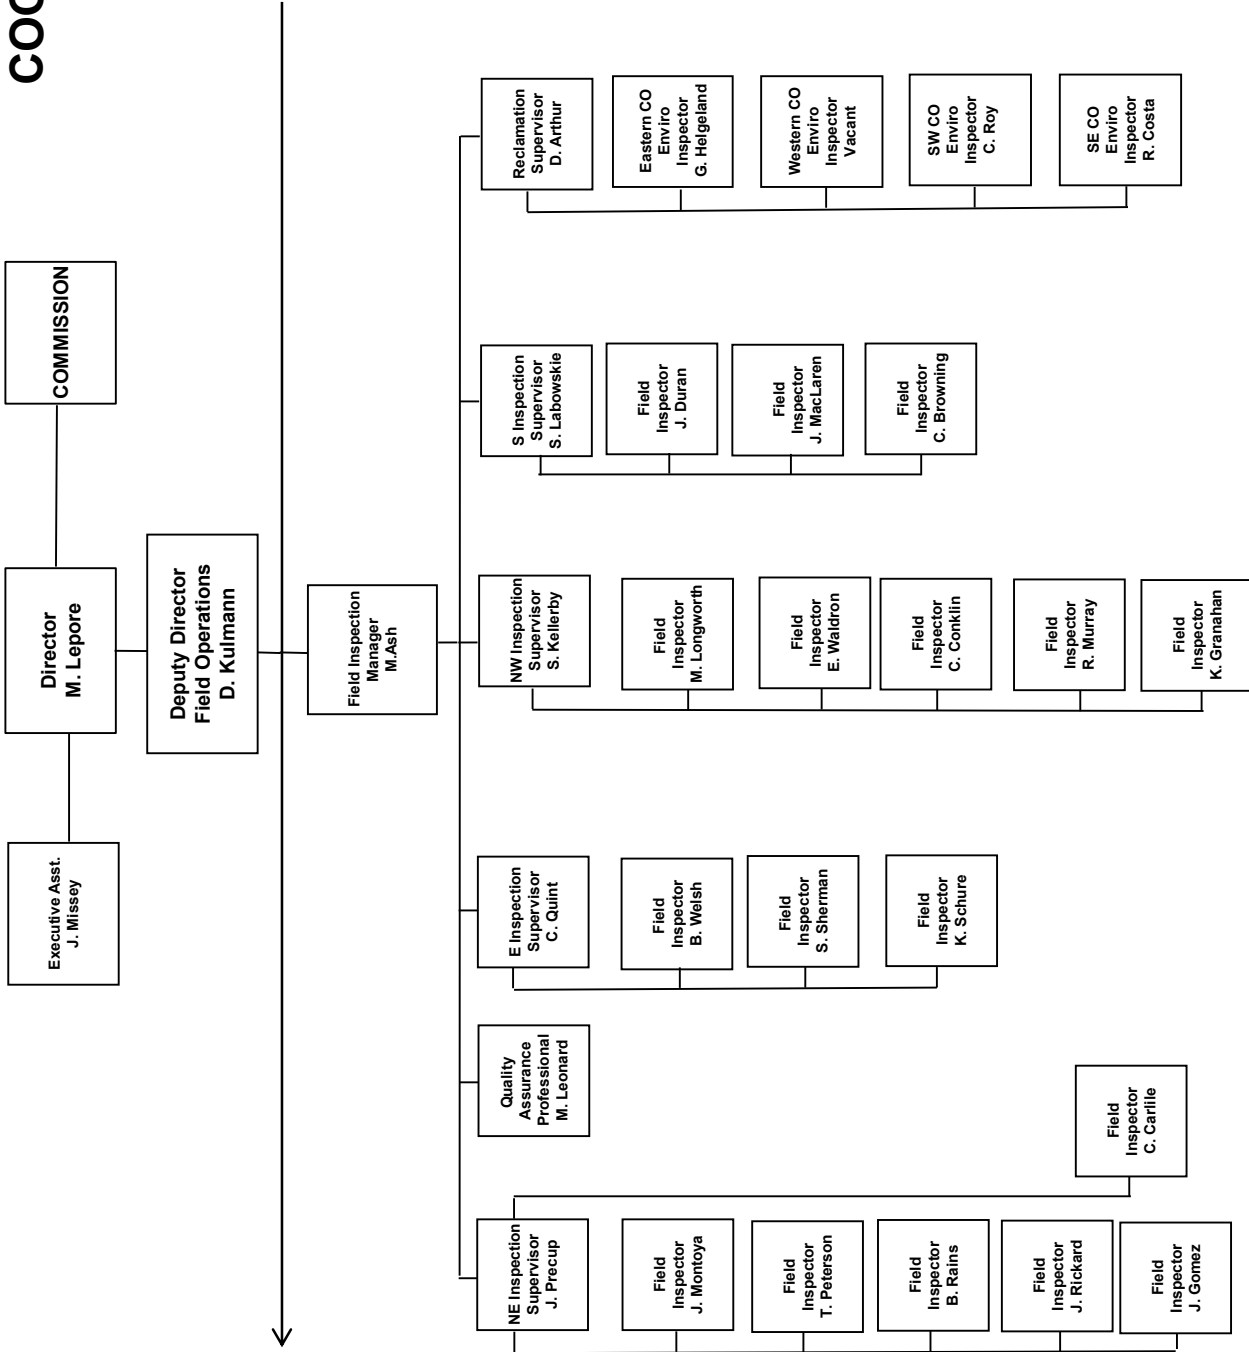 COG
COMMISSION
Director
M. Lepore
Executive Asst.
J. Missey
Deputy Director
Field Operations
D. Kulmann
Field Inspection
Manager
M.Ash
NE Inspection
Supervisor
J. Precup
Field
Inspector
J. Montoya
Field
Inspector
T. Peterson
Field
Inspector
B. Rains
Field
Inspector
J. Rickard
Field
Inspector
J. Gomez
Field
Inspector
C. Carlile
Quality
Assurance
Professional
M. Leonard
E Inspection
Supervisor
C. Quint
Field
Inspector
B. Welsh
Field
Inspector
S. Sherman
Field
Inspector
K. Schure
NW Inspection
Supervisor
S. Kellerby
Field
Inspector
M. Longworth
Field
Inspector
E. Waldron
Field
Inspector
C. Conklin
Field
Inspector
R. Murray
Field
Inspector
K. Granahan
S Inspection
Supervisor
S. Labowskie
Field
Inspector
J. Duran
Field
Inspector
J. MacLaren
Field
Inspector
C. Browning
Reclamation
Supervisor
D. Arthur
Eastern CO
Enviro
Inspector
G. Helgeland
Western CO
Enviro
Inspector
Vacant
SW CO
Enviro
Inspector
C. Roy
SE CO
Enviro
Inspector
R. Costa